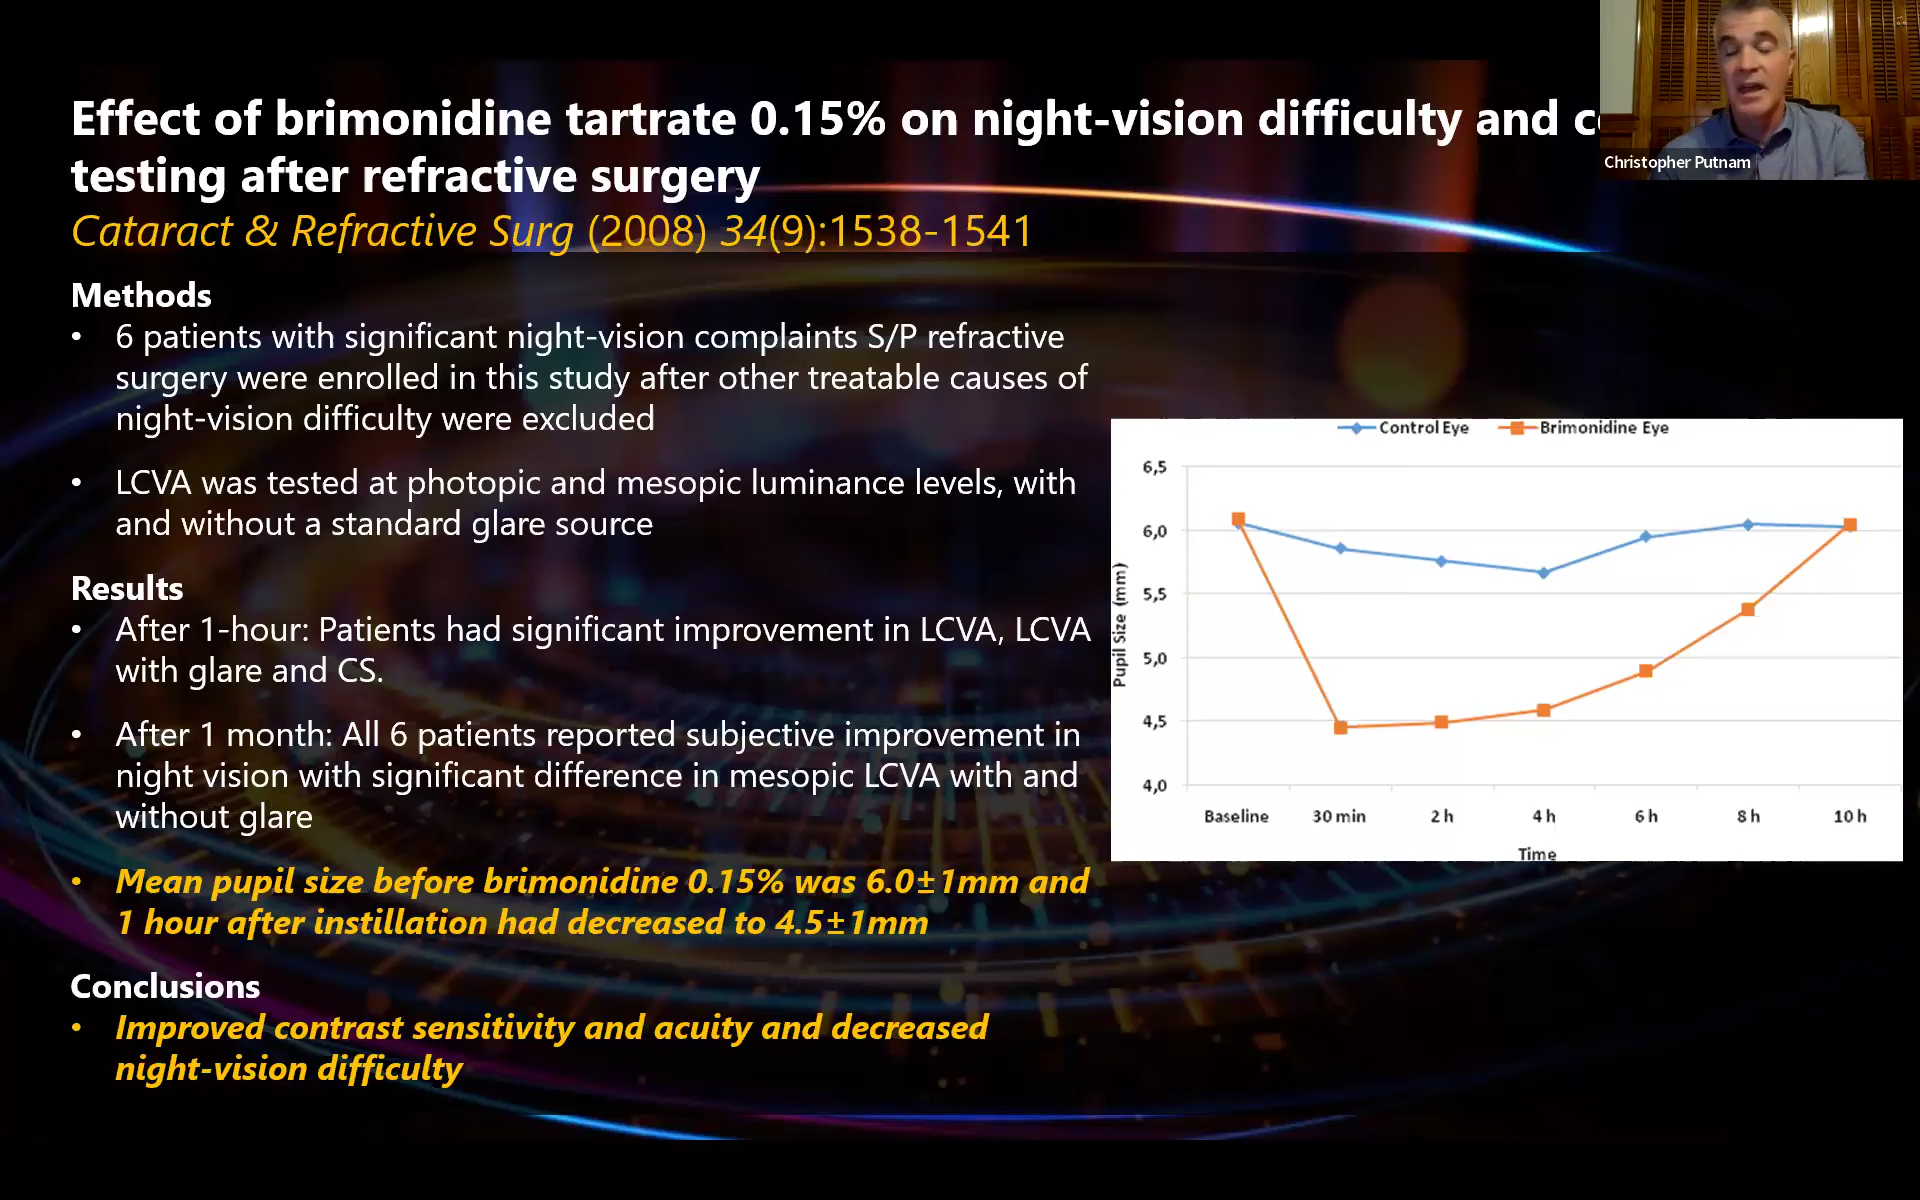 Effect of brimonidine tartrate 0.15% on night-vision difficulty and
testing after refractive surgery
Cataract & Refractive Surg (2008) 34(9):1538-1541
Christopher Putnam
Methods
• 6 patients with significant night-vision complaints S/P refractive
surgery were enrolled in this study after other treatable causes of
night-vision difficulty were excluded
• LCVA was tested at photopic and mesopic luminance levels, with
and without a standard glare source
Results
• After 1-hour: Patients had significant improvement in LCVA, LCVA
with glare and CS.
• After 1 month: All 6 patients reported subjective improvement in
night vision with significant difference in mesopic LCVA with and
without glare
• Mean pupil size before brimonidine 0.15% was 6.0±1mm and
1 hour after instillation had decreased to 4.5±1mm
Conclusions
• Improved contrast sensitivity and acuity and decreased
night-vision difficulty
Control Eye Brimonidine Eye
Pupil Size (mm)
6,5
6,0
5,5
5,0
4,5
4,0
Baseline 30 min 2 h 4 h 6 h 8 h 10 h
Time